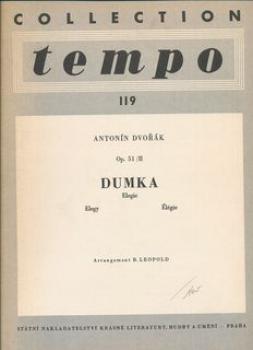 COLLECTION
tempo
119
ANTONÍN DVOŘÁK
Op. 51/II
DUMKA
Elegie
Elegy Élégie
Arrangement B. LEOPOLD
STÁTNÍ NAKLADATELSTVÍ KRÁSNÉ LITERATURY, HUDBY A UMĚNÍ - PRAHA